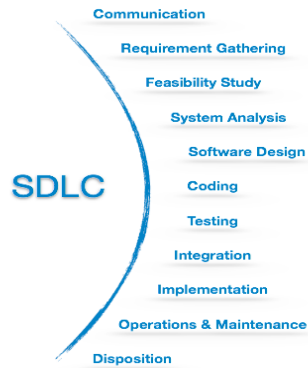 Communication
Requirement Gathering
Feasibility Study
System Analysis
Software Design
SDLC
Coding
Testing
Integration
Implementation
Operations & Maintenance
Disposition